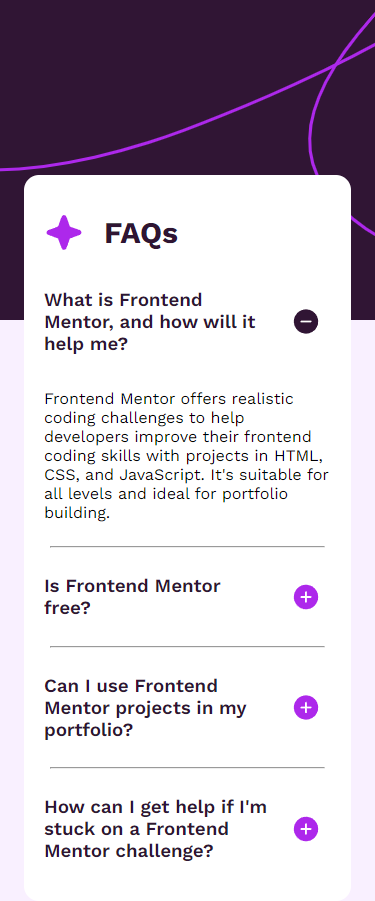 FAQs
What is Frontend
Mentor, and how will it
help me?
Frontend Mentor offers realistic
coding challenges to help
developers improve their frontend
coding skills with projects in HTML,
CSS, and JavaScript. It's suitable for
all levels and ideal for portfolio
building.
Is Frontend Mentor
free?
Can I use Frontend
Mentor projects in my
portfolio?
How can I get help if I'm
stuck on a Frontend
Mentor challenge?